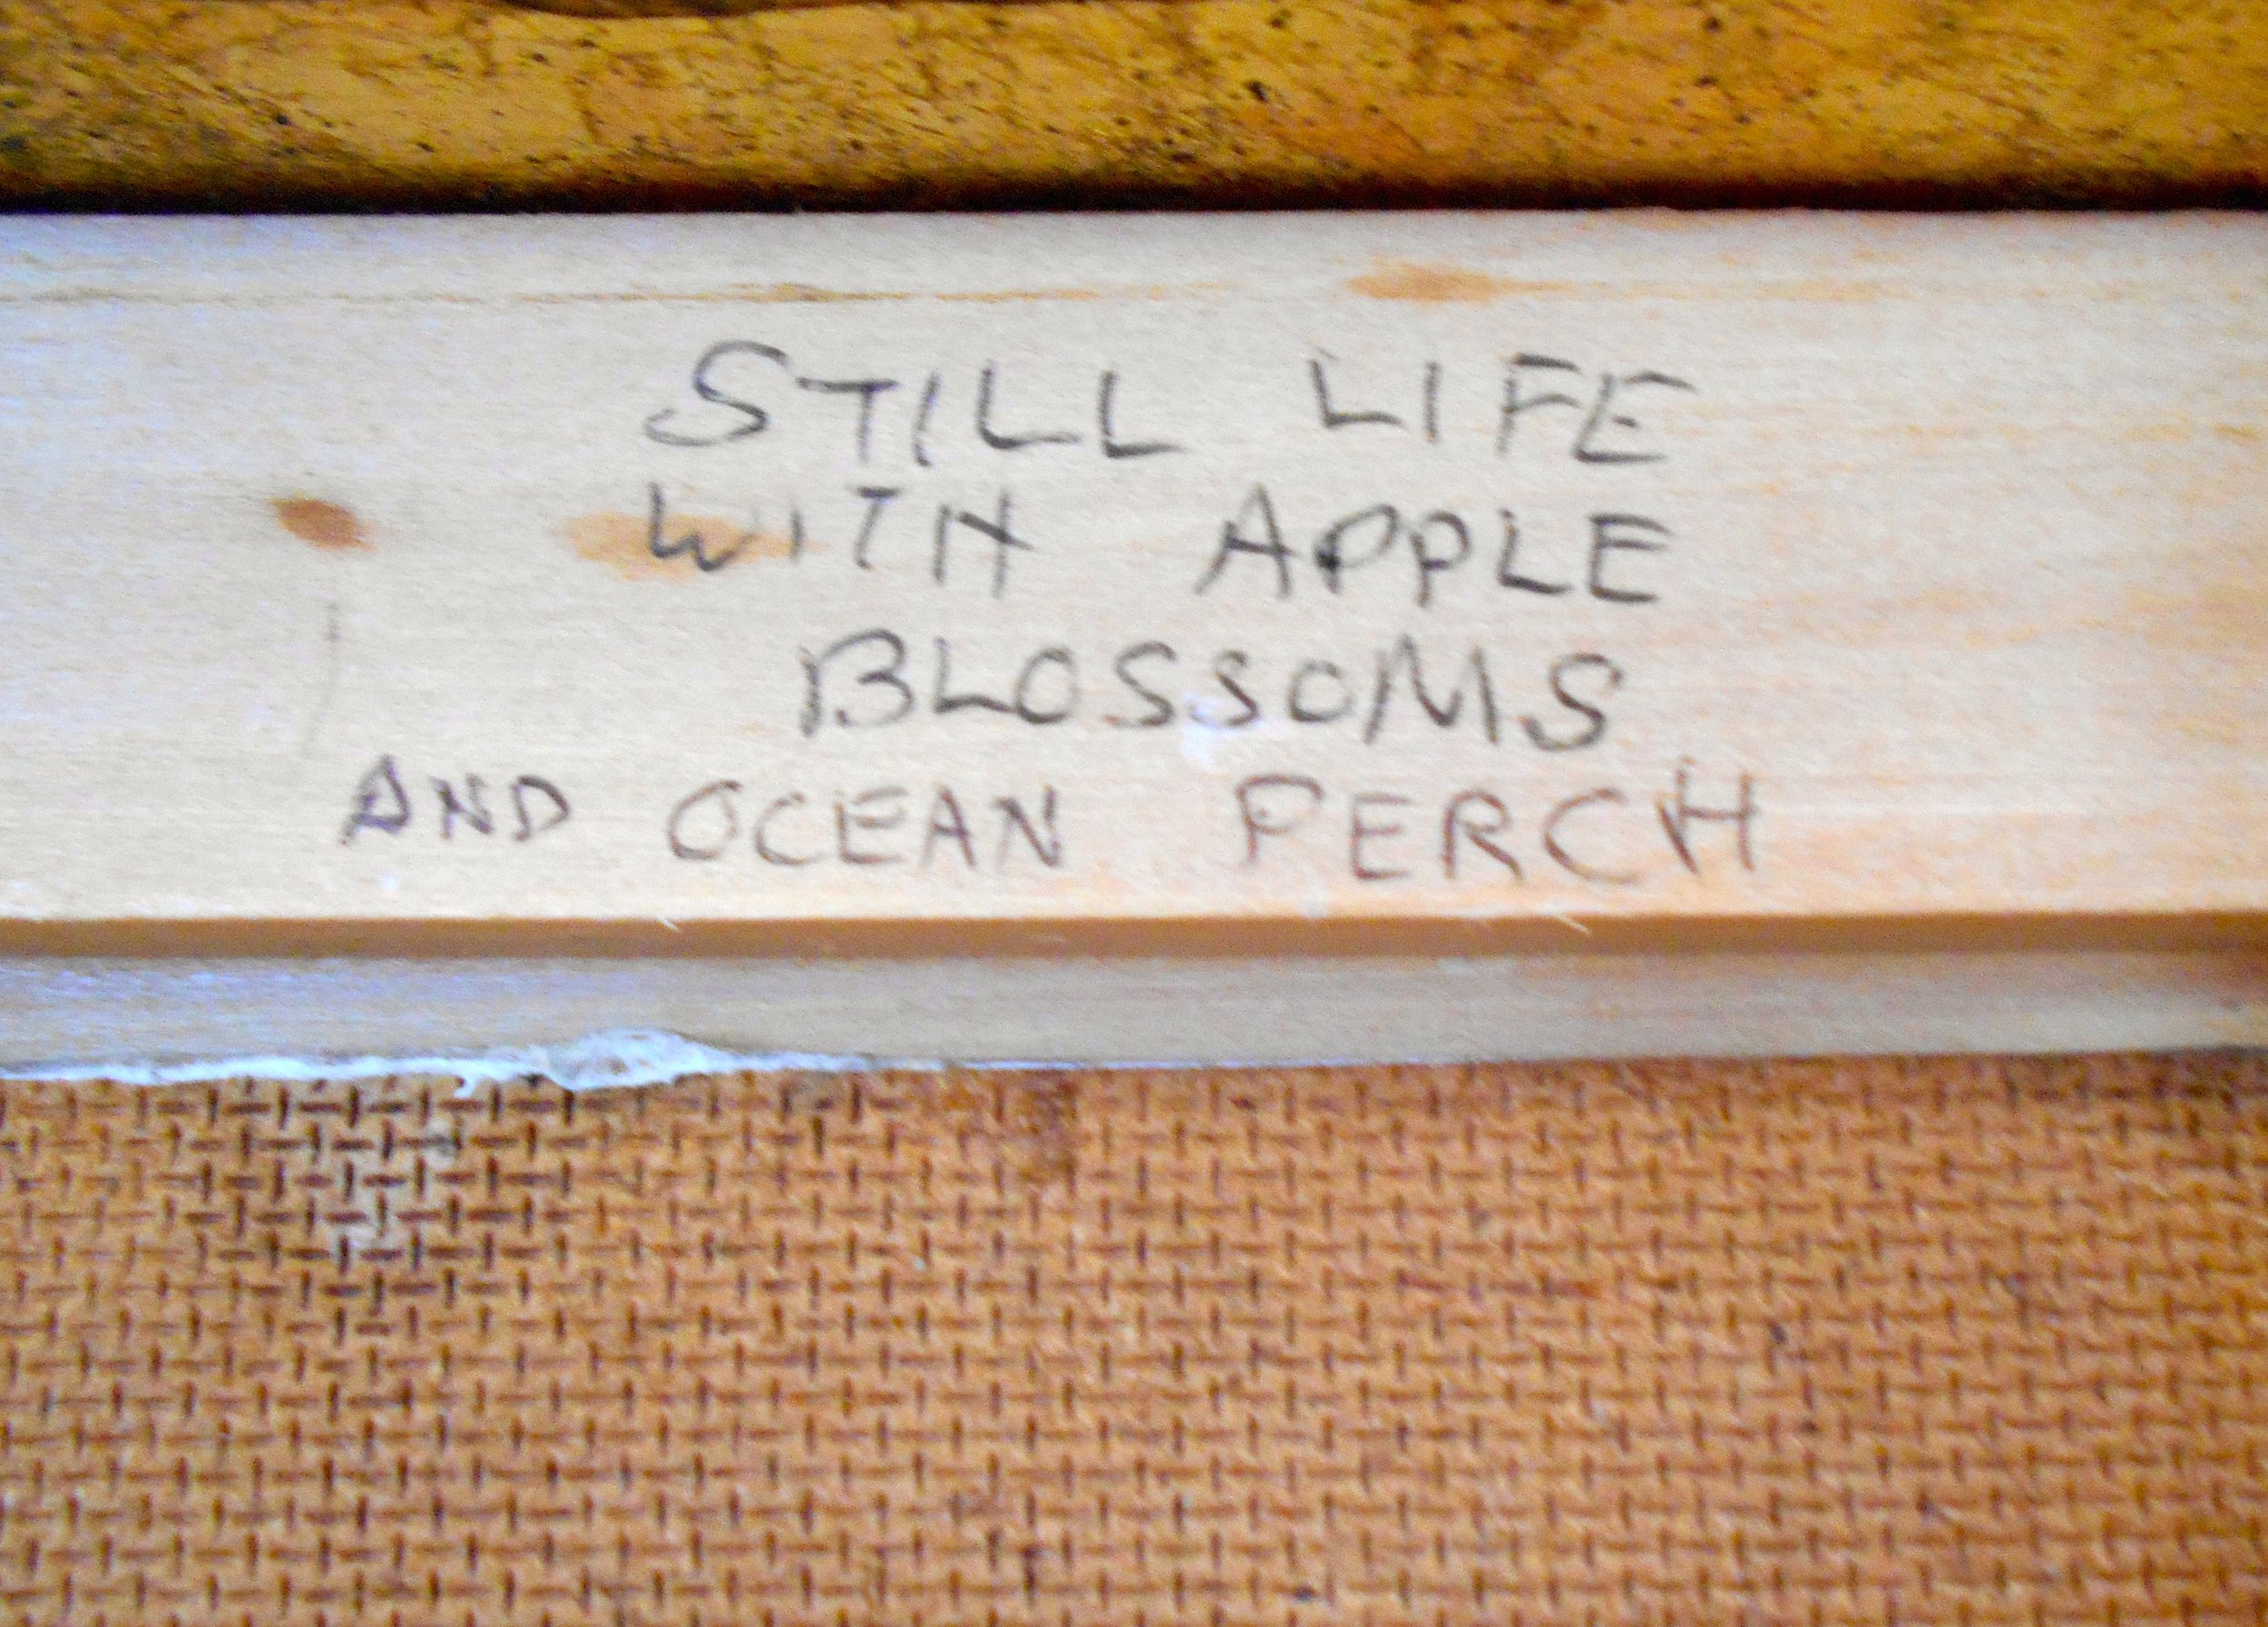 STILL LIFE
WITH APPLE
BLOSSOMS
AND OCEAN PERCH